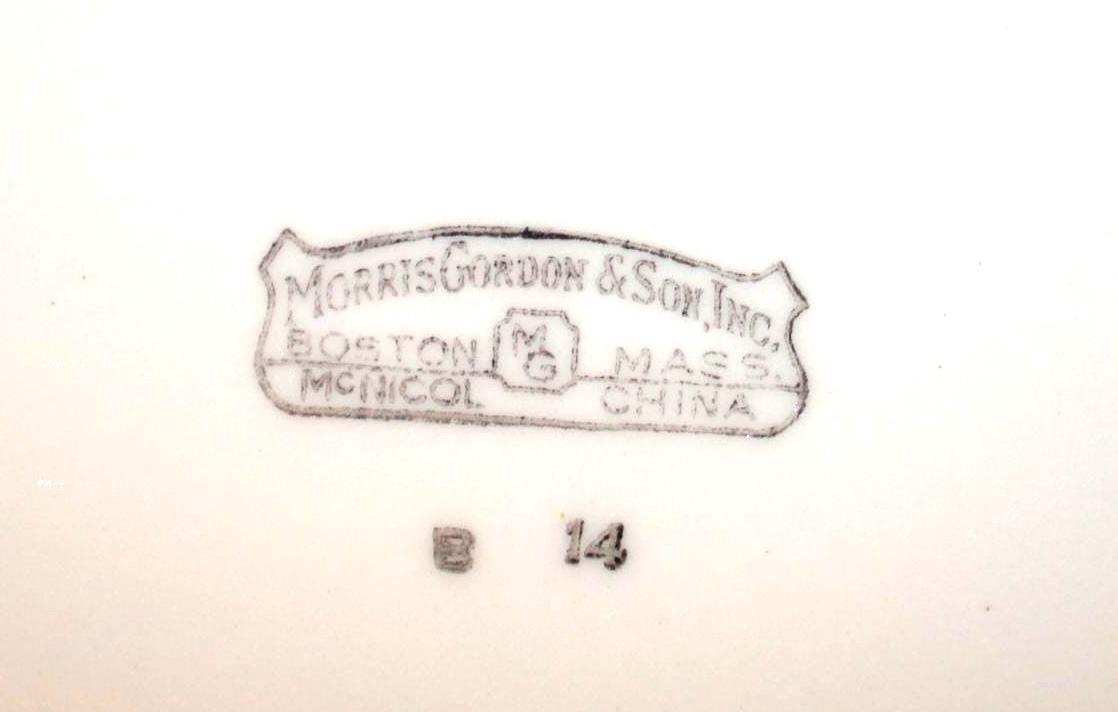 MORRIS GORDON & SON, INC.
BOSTON MG MASS.
MCNICOL CHINA
B 14